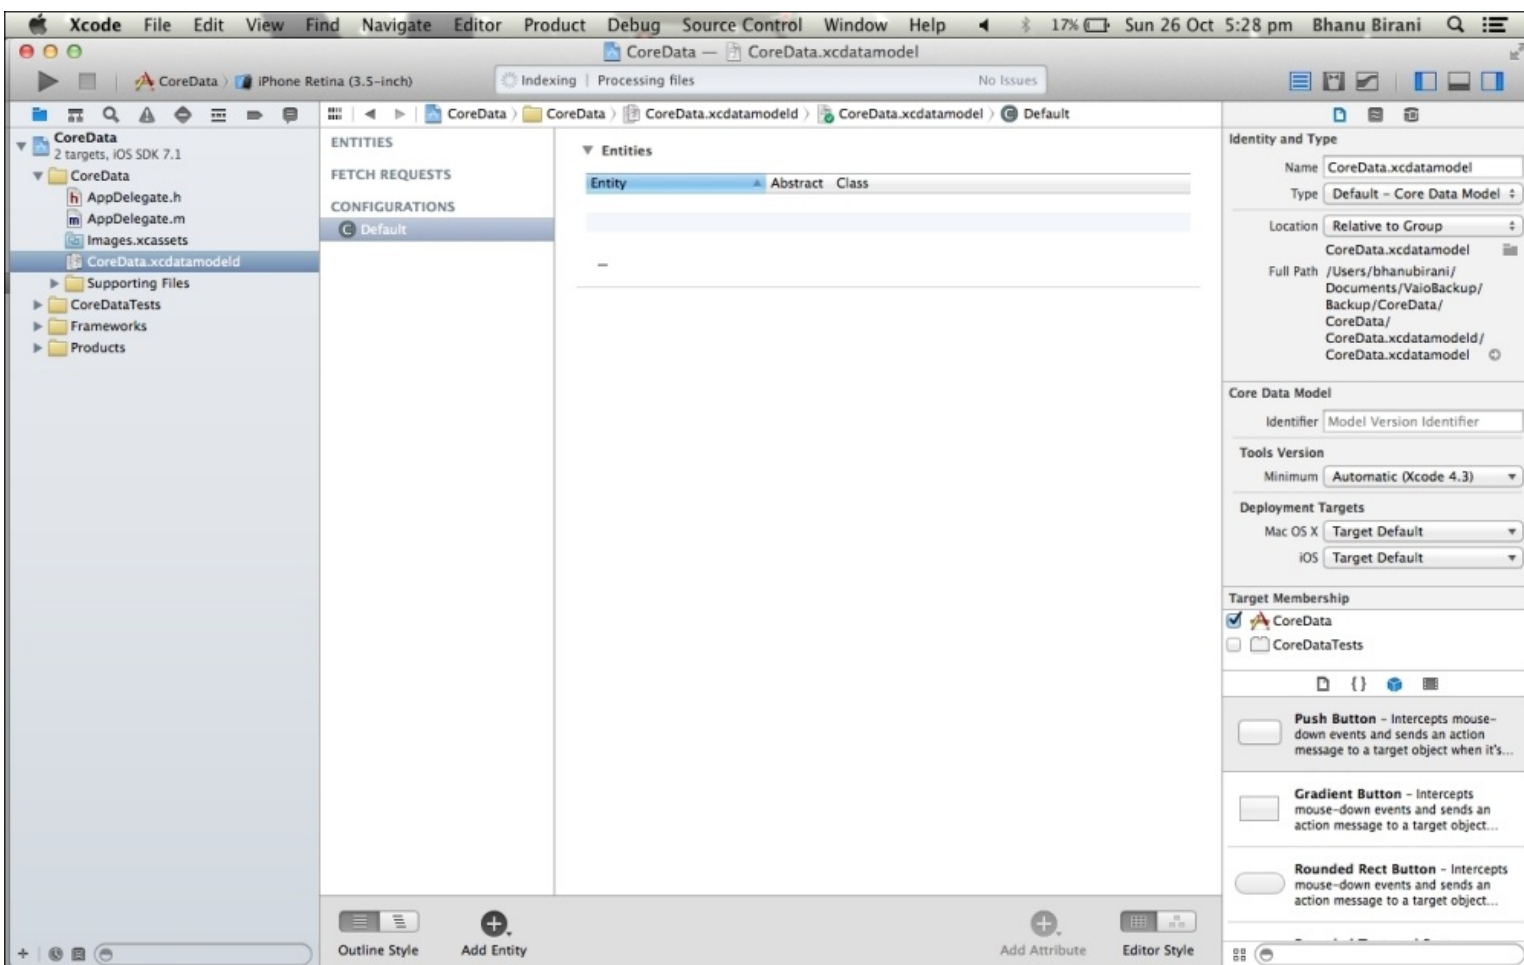 Xcode File Edit View Find Navigate Editor Product Debug Source Control Window Help 17% Sun 26 Oct 5:28 pm Bhanu Birani
CoreData — CoreData.xcdatamodel
CoreData iPhone Retina (3.5-inch)
Indexing | Processing files No Issues
CoreData
2 targets, iOS SDK 7.1
CoreData
h AppDelegate.h
m AppDelegate.m
Images.xcassets
CoreData.xcdatamodeld
Supporting Files
CoreDataTests
Frameworks
Products
CoreData CoreData CoreData.xcdatamodeld CoreData.xcdatamodel C Default
ENTITIES
FETCH REQUESTS
CONFIGURATIONS
C Default
Entities
Entity Abstract Class
Outline Style
Add Entity
Add Attribute
Editor Style
Identity and Type
Name CoreData.xcdatamodel
Type Default – Core Data Model
Location Relative to Group
CoreData.xcdatamodel
Full Path /Users/bhanubirani/
Documents/VaioBackup/
Backup/CoreData/
CoreData/
CoreData.xcdatamodeld/
CoreData.xcdatamodel
Core Data Model
Identifier Model Version Identifier
Tools Version
Minimum Automatic (Xcode 4.3)
Deployment Targets
Mac OS X Target Default
iOS Target Default
Target Membership
CoreData
CoreDataTests
{}
Push Button – Intercepts mouse-
down events and sends an action
message to a target object when it's...
Gradient Button – Intercepts
mouse-down events and sends an
action message to a target object...
Rounded Rect Button – Intercepts
mouse-down events and sends an
action message to a target object...